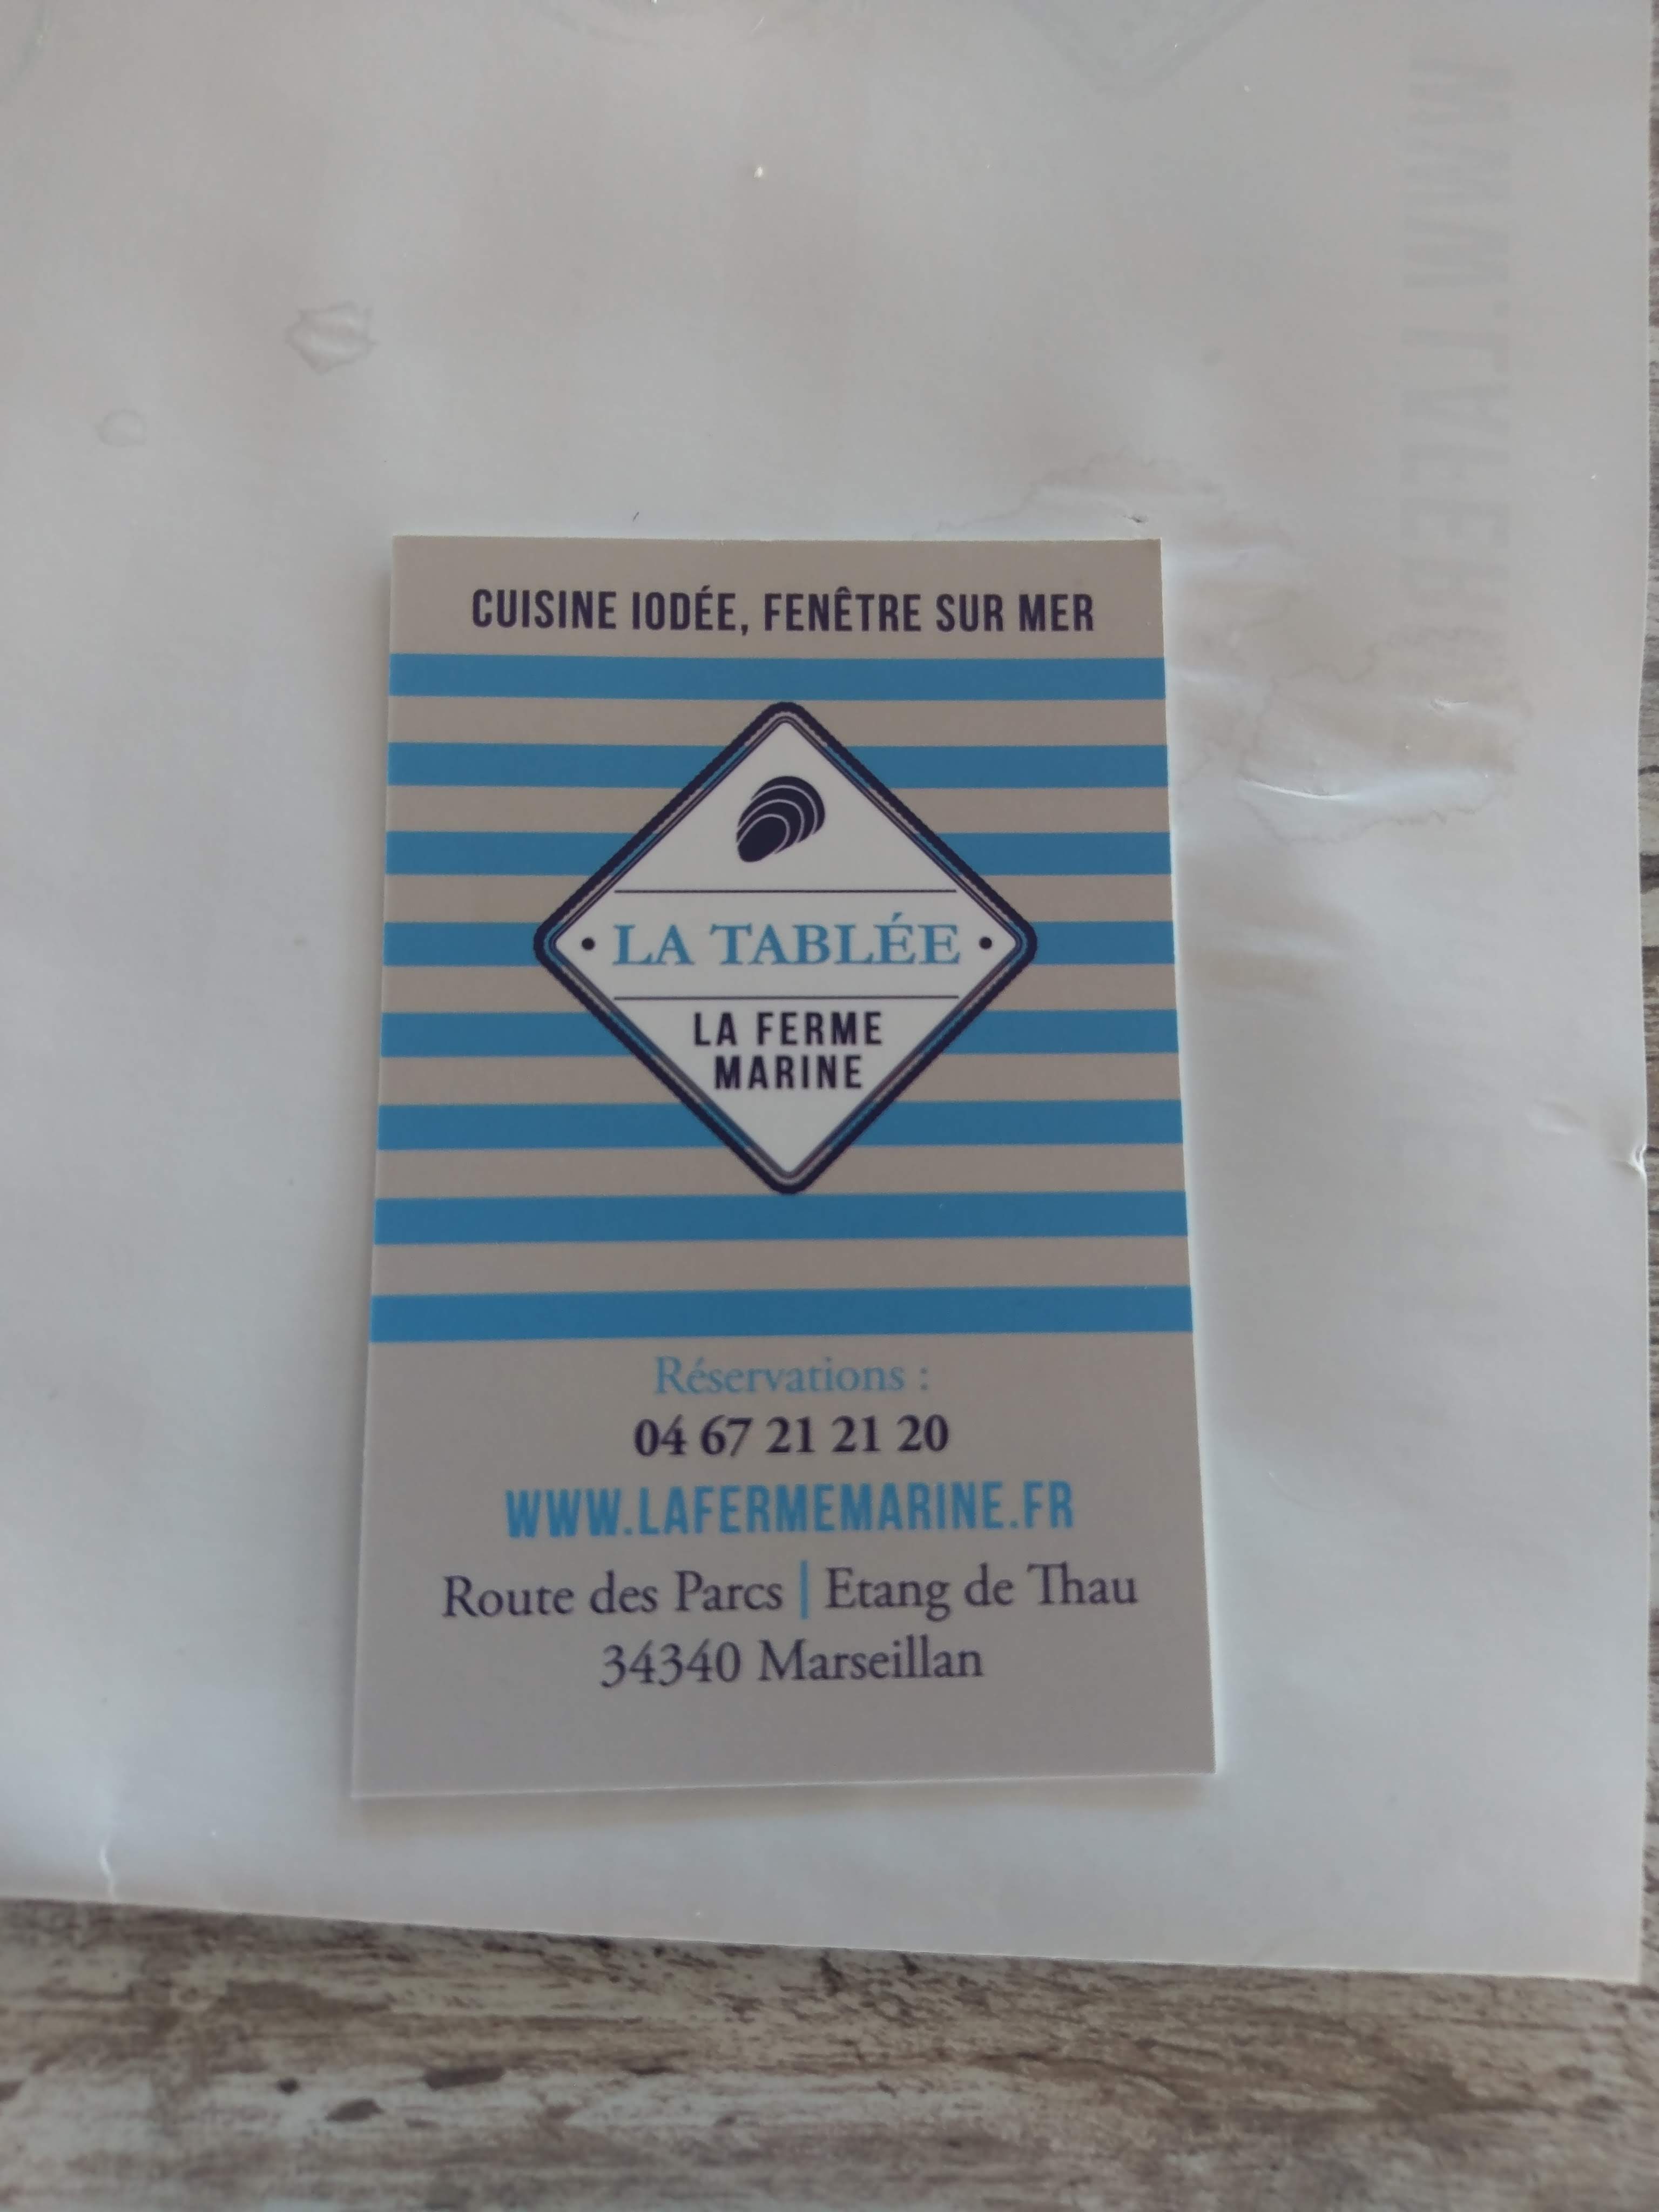 CUISINE IODÉE, FENÊTRE SUR MER
• LA TABLÉE •
LA FERME
MARINE
Réservations :
04 67 21 21 20
WWW.LAFERMEMARINE.FR
Route des Parcs | Etang de Thau
34340 Marseillan